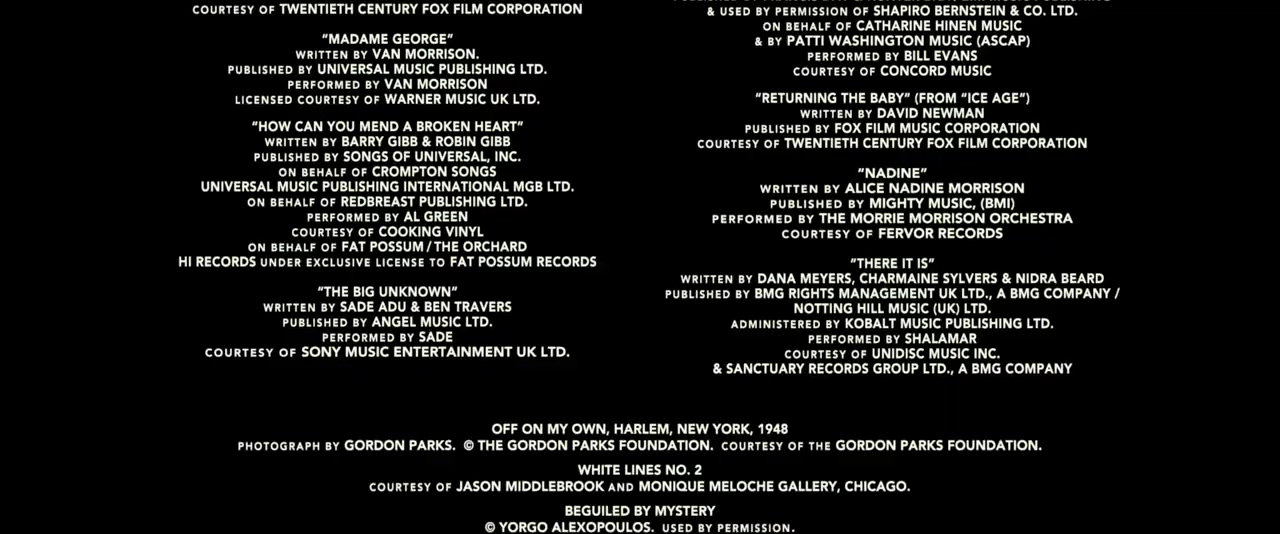 COURTESY OF TWENTIETH CENTURY FOX FILM CORPORATION
"MADAME GEORGE"
WRITTEN BY VAN MORRISON.
PUBLISHED BY UNIVERSAL MUSIC PUBLISHING LTD.
PERFORMED BY VAN MORRISON
LICENSED COURTESY OF WARNER MUSIC UK LTD.
"HOW CAN YOU MEND A BROKEN HEART"
WRITTEN BY BARRY GIBB & ROBIN GIBB
PUBLISHED BY SONGS OF UNIVERSAL, INC.
ON BEHALF OF CROMPTON SONGS
UNIVERSAL MUSIC PUBLISHING INTERNATIONAL MGB LTD.
ON BEHALF OF REDBREAST PUBLISHING LTD.
PERFORMED BY AL GREEN
COURTESY OF COOKING VINYL
ON BEHALF OF FAT POSSUM / THE ORCHARD
HI RECORDS UNDER EXCLUSIVE LICENSE TO FAT POSSUM RECORDS
"THE BIG UNKNOWN"
WRITTEN BY SADE ADU & BEN TRAVERS
PUBLISHED BY ANGEL MUSIC LTD.
PERFORMED BY SADE
COURTESY OF SONY MUSIC ENTERTAINMENT UK LTD.
& USED BY PERMISSION OF SHAPIRO BERNSTEIN & CO. LTD.
ON BEHALF OF CATHARINE HINEN MUSIC
& BY PATTI WASHINGTON MUSIC (ASCAP)
PERFORMED BY BILL EVANS
COURTESY OF CONCORD MUSIC
"RETURNING THE BABY" (FROM "ICE AGE")
WRITTEN BY DAVID NEWMAN
PUBLISHED BY FOX FILM MUSIC CORPORATION
COURTESY OF TWENTIETH CENTURY FOX FILM CORPORATION
"NADINE"
WRITTEN BY ALICE NADINE MORRISON
PUBLISHED BY MIGHTY MUSIC, (BMI)
PERFORMED BY THE MORRIE MORRISON ORCHESTRA
COURTESY OF FERVOR RECORDS
"THERE IT IS"
WRITTEN BY DANA MEYERS, CHARMAINE SYLVERS & NIDRA BEARD
PUBLISHED BY BMG RIGHTS MANAGEMENT UK LTD., A BMG COMPANY /
NOTTING HILL MUSIC (UK) LTD.
ADMINISTERED BY KOBALT MUSIC PUBLISHING LTD.
PERFORMED BY SHALAMAR
COURTESY OF UNIDISC MUSIC INC.
& SANCTUARY RECORDS GROUP LTD., A BMG COMPANY
OFF ON MY OWN, HARLEM, NEW YORK, 1948
PHOTOGRAPH BY GORDON PARKS. © THE GORDON PARKS FOUNDATION. COURTESY OF THE GORDON PARKS FOUNDATION.
WHITE LINES NO. 2
COURTESY OF JASON MIDDLEBROOK AND MONIQUE MELOCHE GALLERY, CHICAGO.
BEGUILED BY MYSTERY
© YORGO ALEXOPOULOS. USED BY PERMISSION.